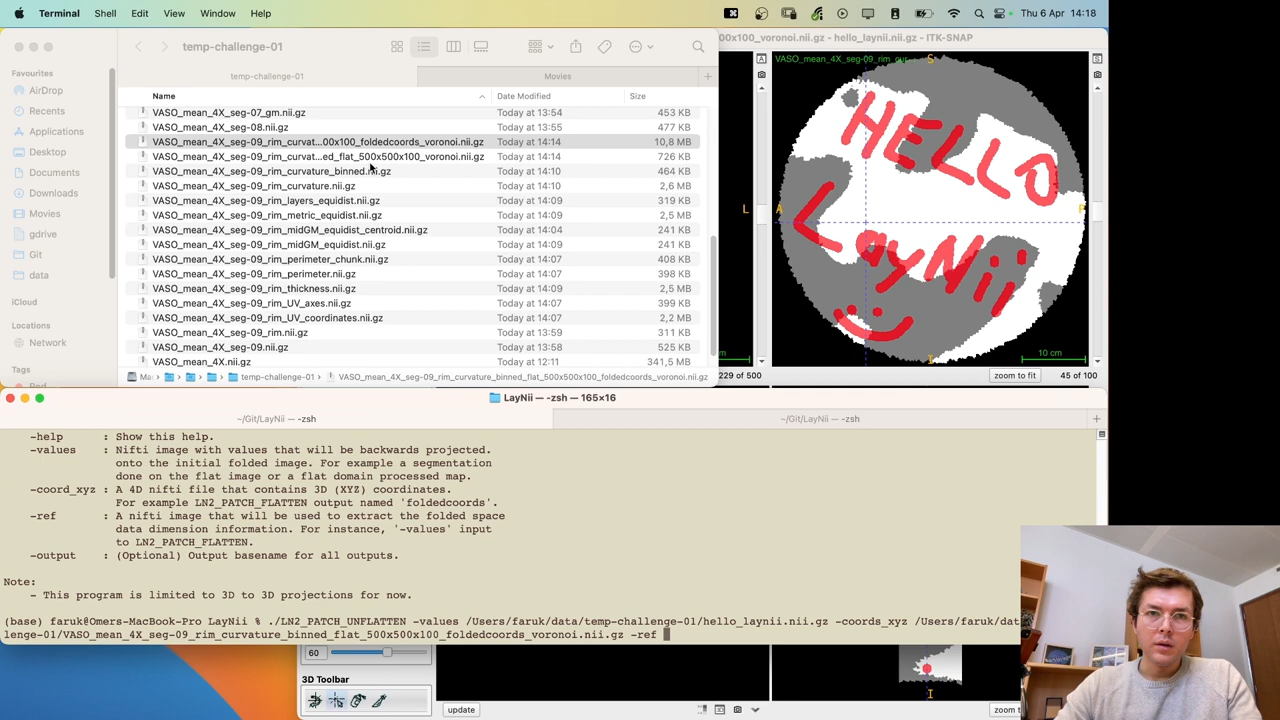 Terminal Shell Edit View Window Help
Thu 6 Apr 14:18
temp-challenge-01
00x100_voronoi.nii.gz - hello_laynii.nii.gz - ITK-SNAP
temp-challenge-01
Movies
Favourites
AirDrop
Recents
Applications
Desktop
Documents
Downloads
Movies
gdrive
Git
data
iCloud
Locations
Network
Tags
Name Date Modified Size
VASO_mean_4X_seg-07_gm.nii.gz Today at 13:54 453 KB
VASO_mean_4X_seg-08.nii.gz Today at 13:55 477 KB
VASO_mean_4X_seg-09_rim_curvat...00x100_foldedcoords_voronoi.nii.gz Today at 14:14 10,8 MB
VASO_mean_4X_seg-09_rim_curvat...ed_flat_500x500x100_voronoi.nii.gz Today at 14:14 726 KB
VASO_mean_4X_seg-09_rim_curvature_binned.nii.gz Today at 14:10 464 KB
VASO_mean_4X_seg-09_rim_curvature.nii.gz Today at 14:10 2,6 MB
VASO_mean_4X_seg-09_rim_layers_equidist.nii.gz Today at 14:09 319 KB
VASO_mean_4X_seg-09_rim_metric_equidist.nii.gz Today at 14:09 2,5 MB
VASO_mean_4X_seg-09_rim_midGM_equidist_centroid.nii.gz Today at 14:04 241 KB
VASO_mean_4X_seg-09_rim_midGM_equidist.nii.gz Today at 14:09 241 KB
VASO_mean_4X_seg-09_rim_perimeter_chunk.nii.gz Today at 14:07 408 KB
VASO_mean_4X_seg-09_rim_perimeter.nii.gz Today at 14:07 398 KB
VASO_mean_4X_seg-09_rim_thickness.nii.gz Today at 14:09 2,5 MB
VASO_mean_4X_seg-09_rim_UV_axes.nii.gz Today at 14:07 399 KB
VASO_mean_4X_seg-09_rim_UV_coordinates.nii.gz Today at 14:07 2,2 MB
VASO_mean_4X_seg-09_rim.nii.gz Today at 13:59 311 KB
VASO_mean_4X_seg-09.nii.gz Today at 13:58 525 KB
VASO_mean_4X.nii.gz Today at 12:11 341,5 MB
temp-challenge-01 VASO_mean_4X_seg-09_rim_curvature_binned_flat_500x500x100_foldedcoords_voronoi.nii.gz
VASO_mean_4X_seg-09_rim_cur...
S
A
S
L
A
HELLO
LayNii
I
10 cm
229 of 500
zoom to fit
45 of 100
LayNii — -zsh — 165×16
~/Git/LayNii — -zsh
~/Git/LayNii — -zsh
-help : Show this help.
-values : Nifti image with values that will be backwards projected.
onto the initial folded image. For example a segmentation
done on the flat image or a flat domain processed map.
-coord_xyz : A 4D nifti file that contains 3D (XYZ) coordinates.
For example LN2_PATCH_FLATTEN output named 'foldedcoords'.
-ref : A nifti image that will be used to extract the folded space
data dimension information. For instance, '-values' input
to LN2_PATCH_FLATTEN.
-output : (Optional) Output basename for all outputs.
Note:
- This program is limited to 3D to 3D projections for now.
(base) faruk@Omers-MacBook-Pro LayNii % ./LN2_PATCH_UNFLATTEN -values /Users/faruk/data/temp-challenge-01/hello_laynii.nii.gz -coords_xyz /Users/faruk/dat
lenge-01/VASO_mean_4X_seg-09_rim_curvature_binned_flat_500x500x100_foldedcoords_voronoi.nii.gz -ref
60
3D Toolbar
update
I
zoom t